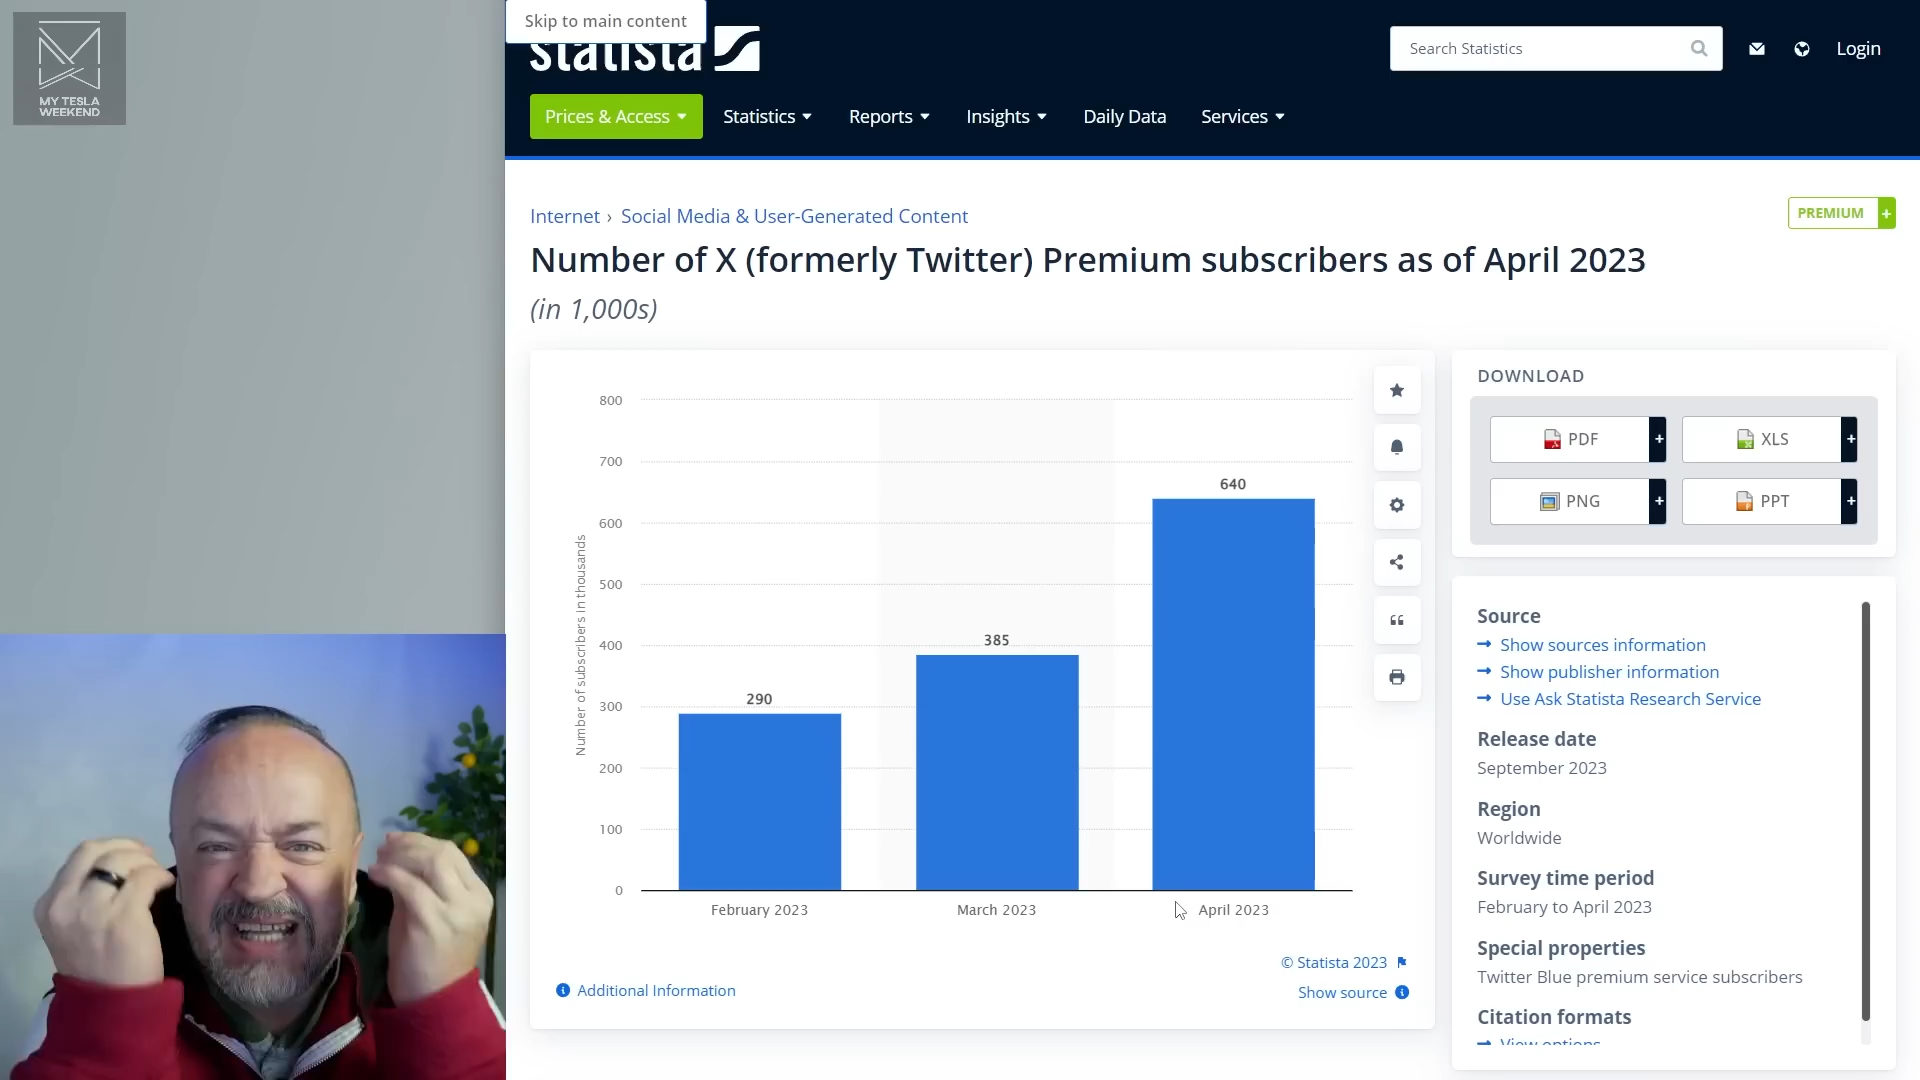 MY TESLA
WEEKEND
Skip to main content
statista
Search Statistics
Login
Prices & Access
Statistics
Reports
Insights
Daily Data
Services
Internet › Social Media & User-Generated Content
PREMIUM +
Number of X (formerly Twitter) Premium subscribers as of April 2023
(in 1,000s)
Number of subscribers in thousands
800
700
600
500
400
300
200
100
0
290
385
640
February 2023
March 2023
April 2023
© Statista 2023
Additional Information
Show source
DOWNLOAD
PDF +
XLS +
PNG +
PPT +
Source
Show sources information
Show publisher information
Use Ask Statista Research Service
Release date
September 2023
Region
Worldwide
Survey time period
February to April 2023
Special properties
Twitter Blue premium service subscribers
Citation formats
View options